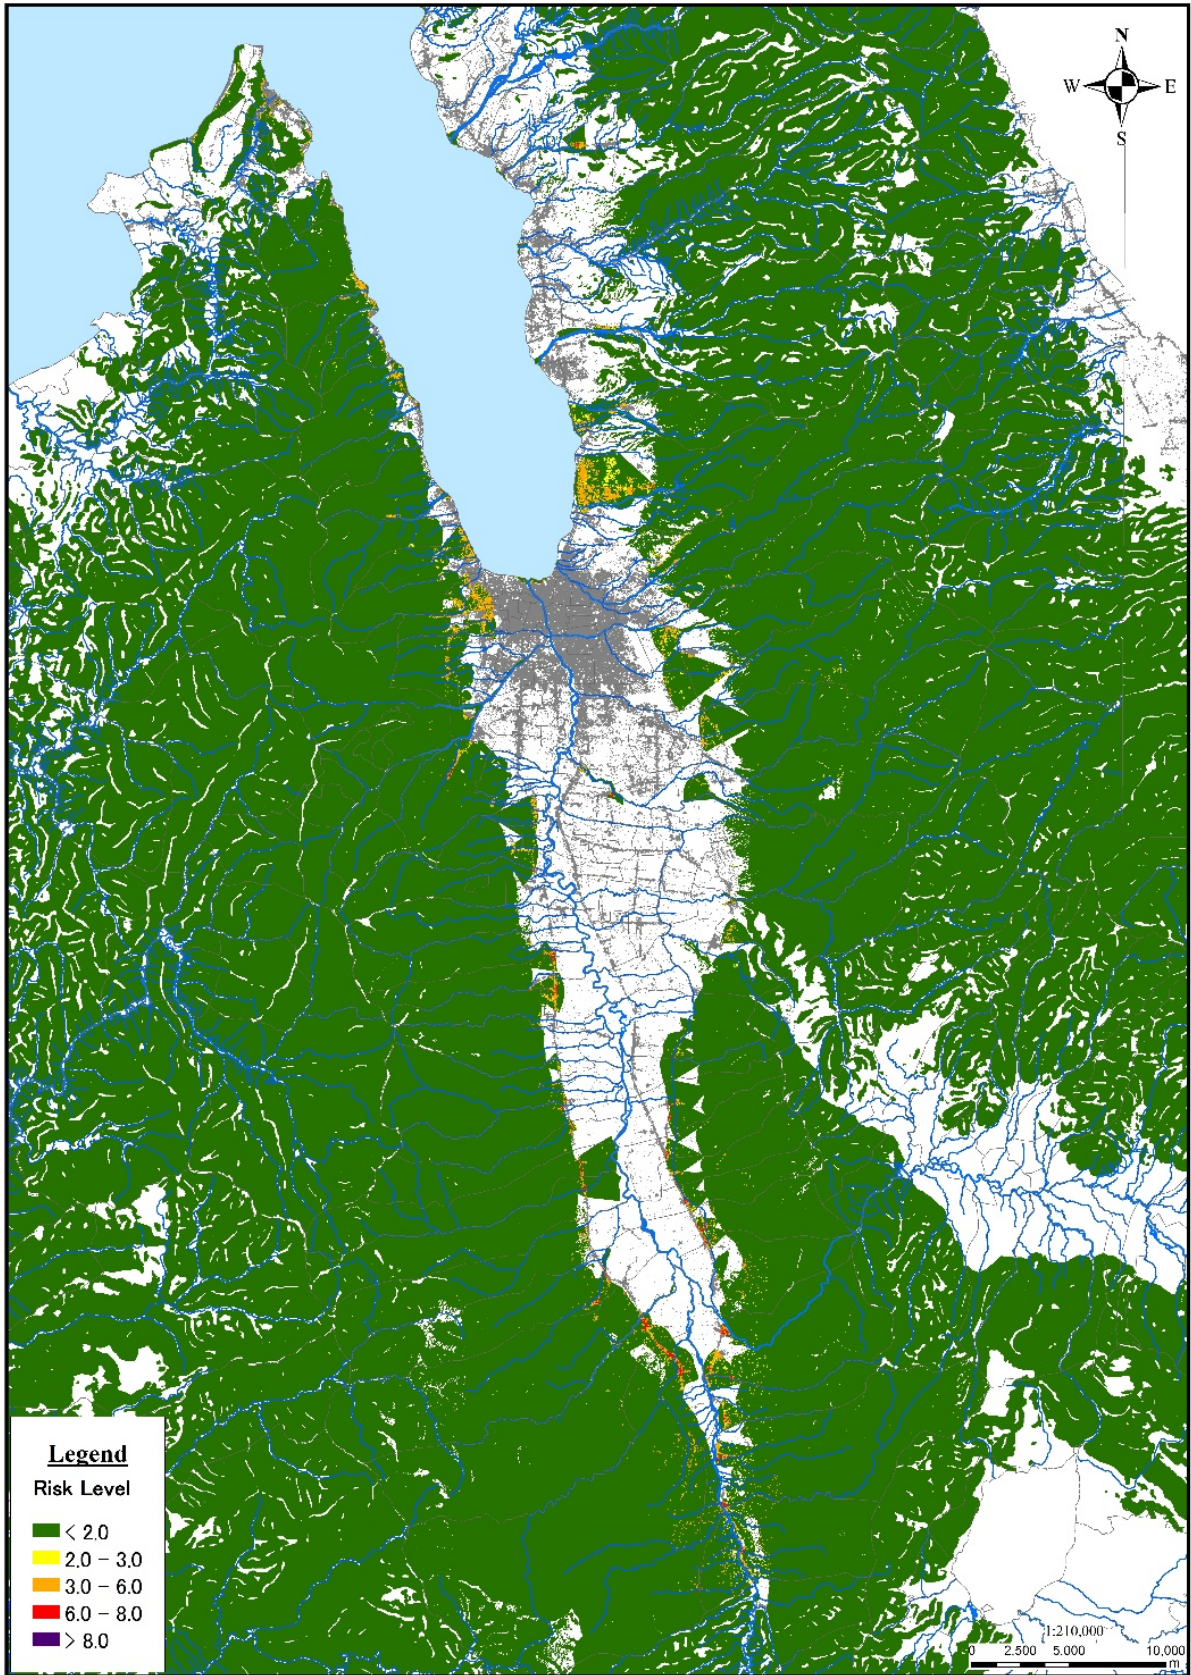 N
W E
S
Legend
Risk Level
< 2.0
2.0 - 3.0
3.0 - 6.0
6.0 - 8.0
> 8.0
1:210,000
0 2,500 5,000 10,000
m